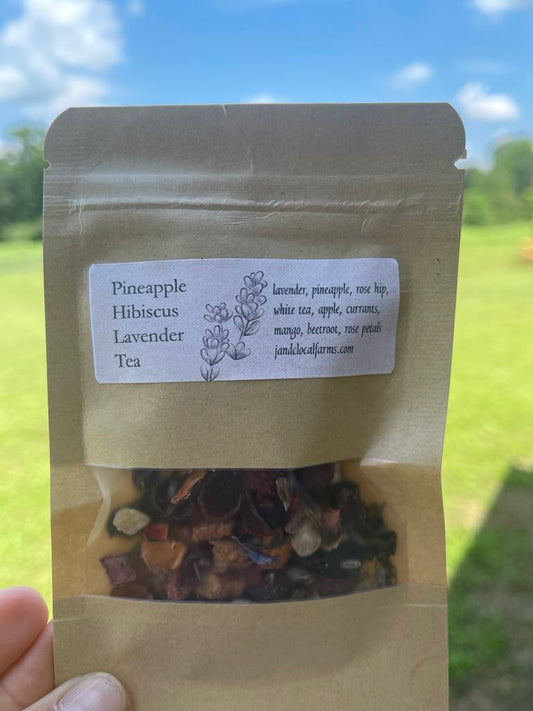 Pineapple
Hibiscus
Lavender
Tea
lavender, pineapple, rose hip,
white tea, apple, currants,
mango, beetroot, rose petals
jandclocalfarms.com